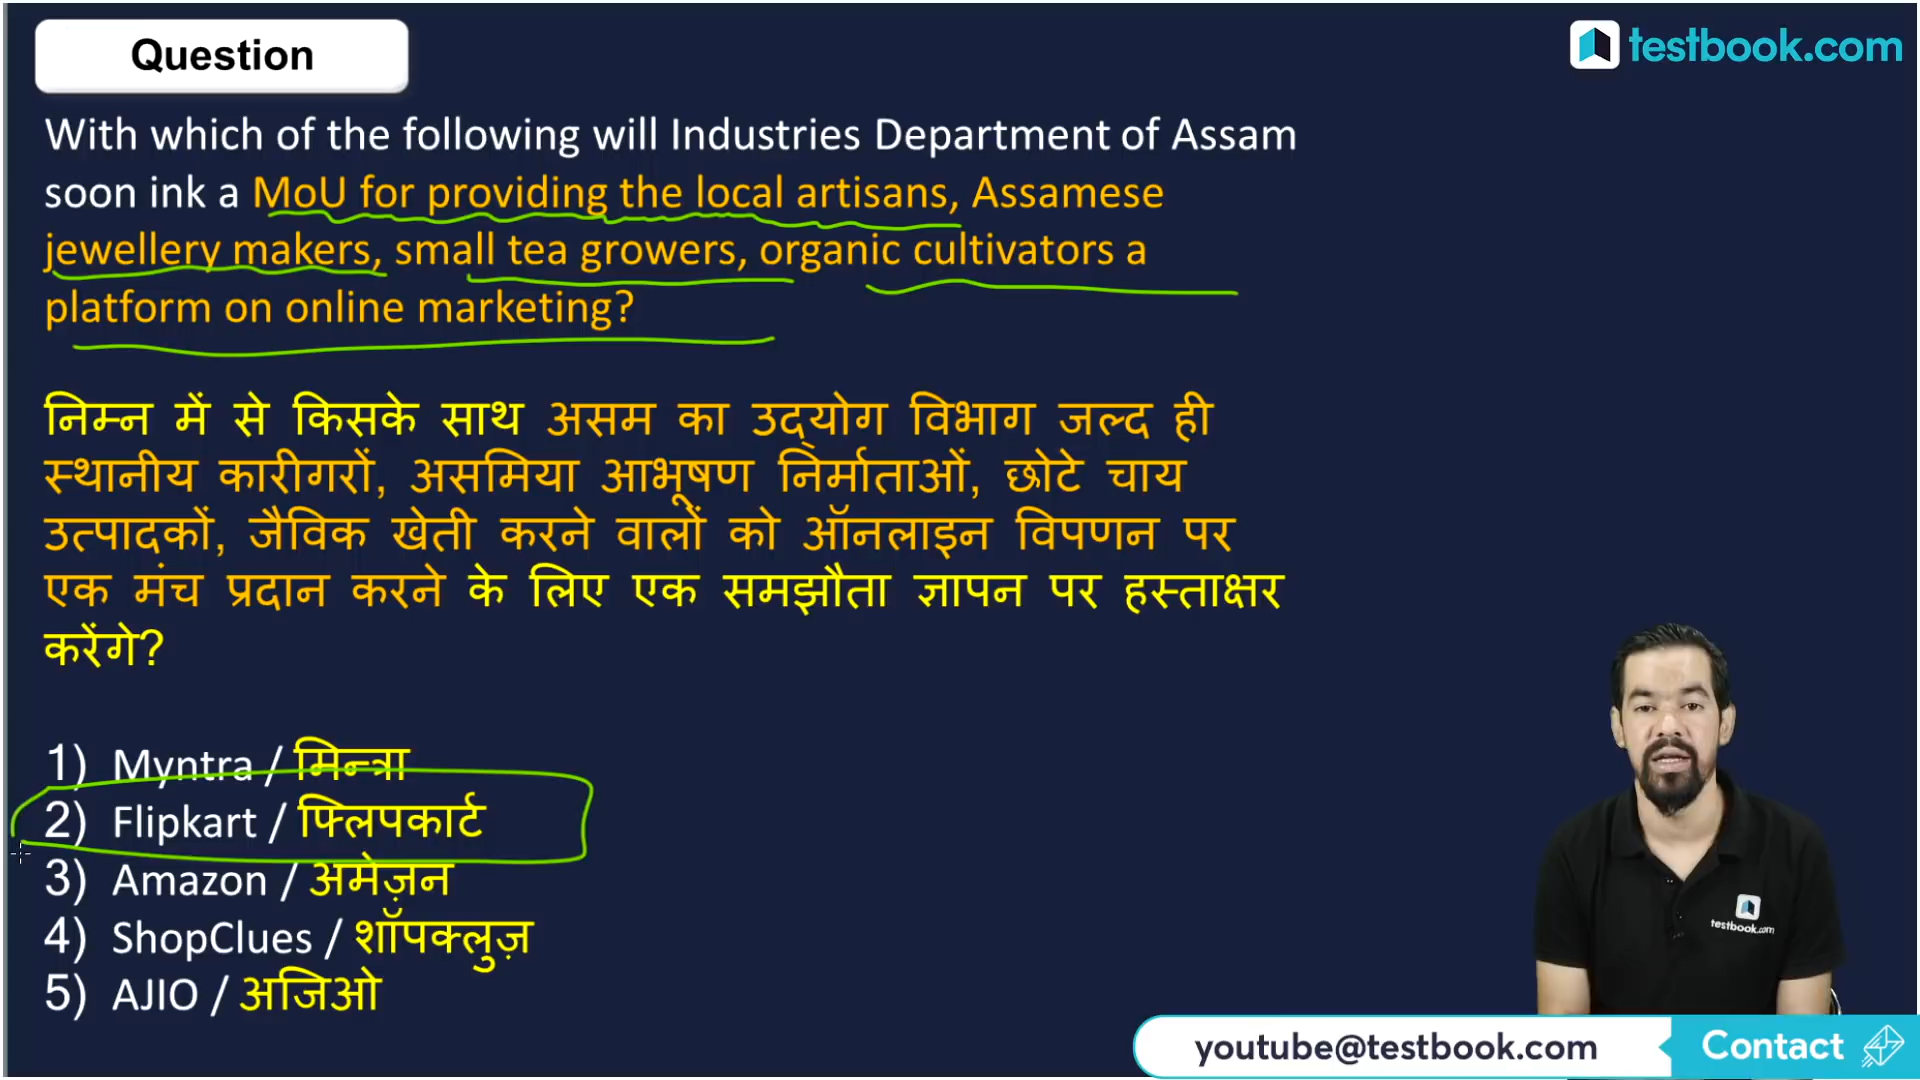 Question
testbook.com
With which of the following will Industries Department of Assam
soon ink a MoU for providing the local artisans, Assamese
jewellery makers, small tea growers, organic cultivators a
platform on online marketing?
निम्न में से किसके साथ असम का उद्योग विभाग जल्द ही
स्थानीय कारीगरों, असमिया आभूषण निर्माताओं, छोटे चाय
उत्पादकों, जैविक खेती करने वालों को ऑनलाइन विपणन पर
एक मंच प्रदान करने के लिए एक समझौता ज्ञापन पर हस्ताक्षर
करेंगे?
1) Myntra / मिन्त्रा
2) Flipkart / फ्लिपकार्ट
3) Amazon / अमेज़न
4) ShopClues / शॉपक्लुज़
5) AJIO / अजिओ
testbook.com
youtube@testbook.com
Contact